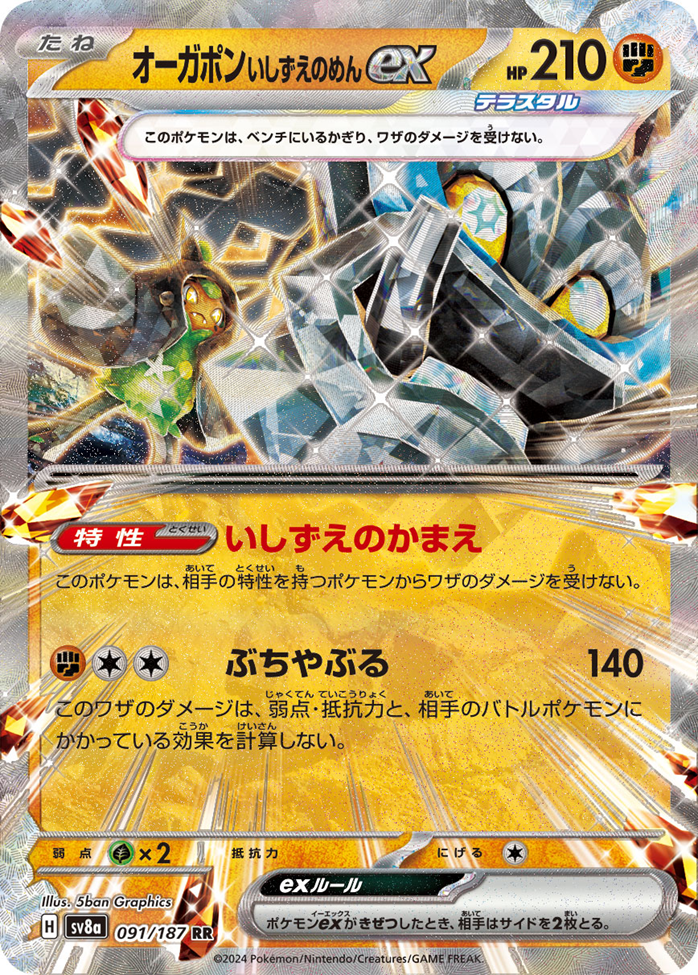 たね オーガポン いしずえのめん ex HP 210
テラスタル
このポケモンは、ベンチにいるかぎり、ワザのダメージを受けない。
特性 とくせい いしずえのかまえ
このポケモンは、相手の特性を持つポケモンからワザのダメージを受けない。
ぶちやぶる 140
このワザのダメージは、弱点・抵抗力と、相手のバトルポケモンに
かかっている効果を計算しない。
弱点 ×2 抵抗力 にげる
exルール
ポケモンexがきぜつしたとき、相手はサイドを2枚とる。
Illus. 5ban Graphics
H sv8a 091/187 RR
©2024 Pokémon/Nintendo/Creatures/GAME FREAK.